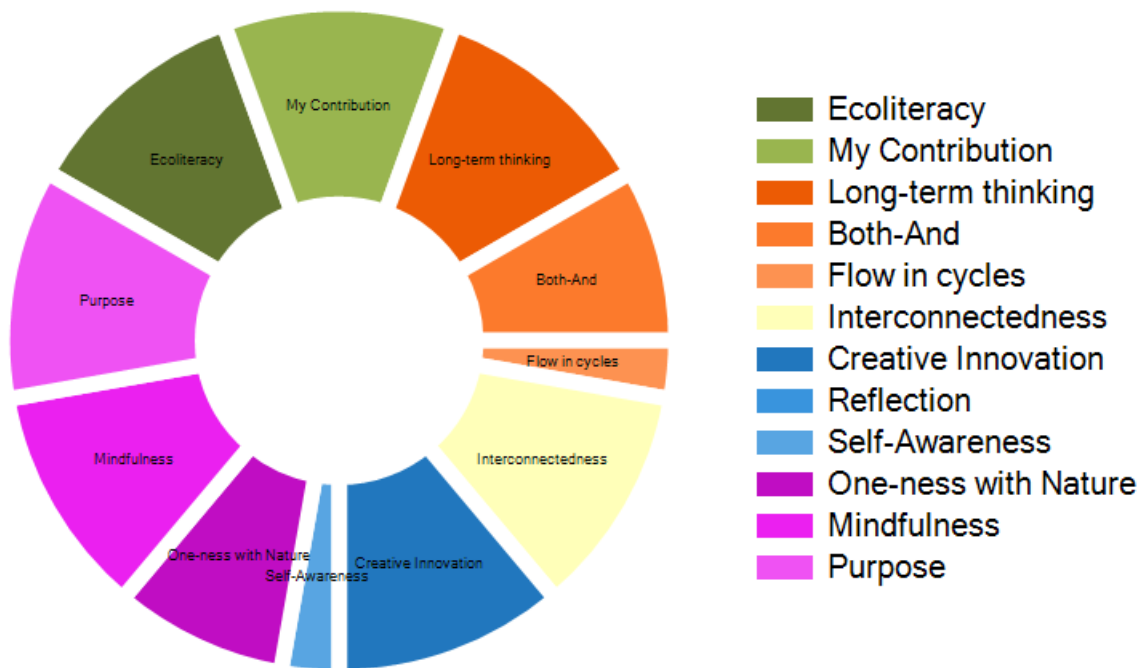 My Contribution
Ecoliteracy
Long-term thinking
Both-And
Purpose
Flow in cycles
Mindfulness
Interconnectedness
One-ness with Nature
Self-Awareness
Creative Innovation
Ecoliteracy
My Contribution
Long-term thinking
Both-And
Flow in cycles
Interconnectedness
Creative Innovation
Reflection
Self-Awareness
One-ness with Nature
Mindfulness
Purpose